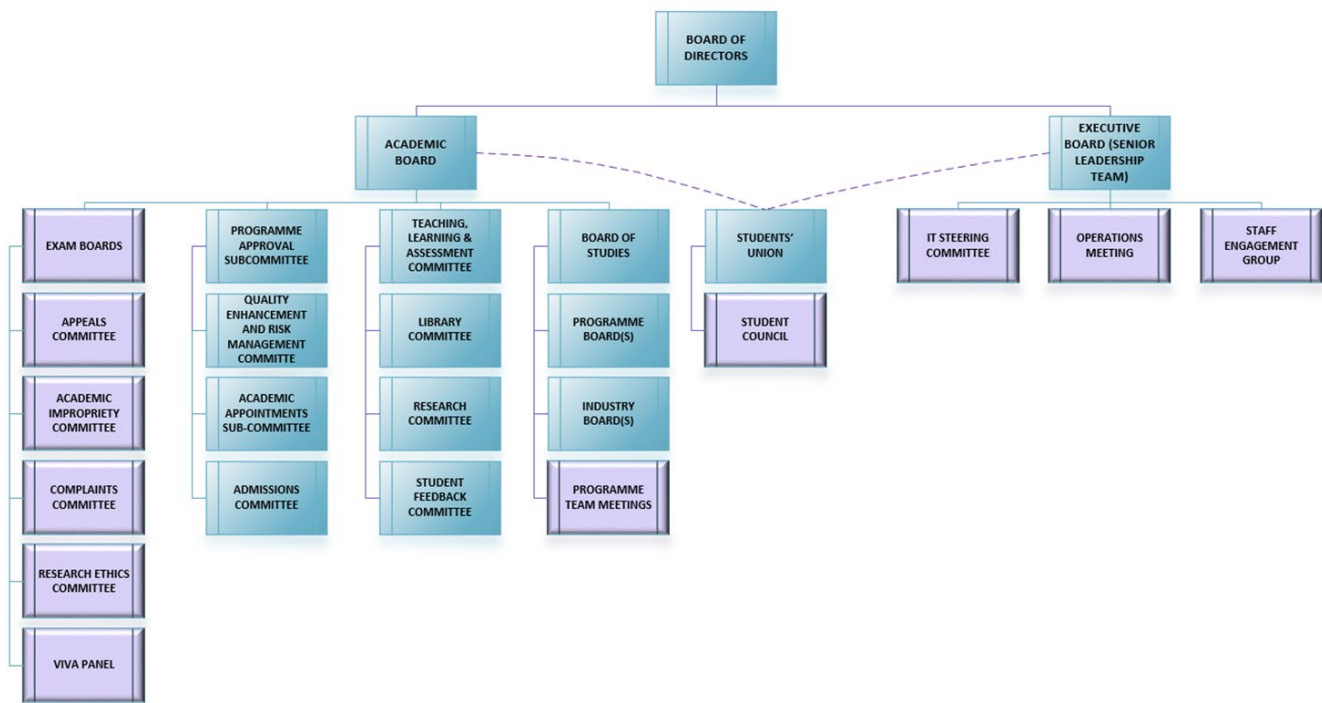 BOARD OF
DIRECTORS
ACADEMIC
BOARD
EXECUTIVE
BOARD (SENIOR
LEADERSHIP
TEAM)
EXAM BOARDS
PROGRAMME
APPROVAL
SUBCOMMITTEE
TEACHING,
LEARNING &
ASSESSMENT
COMMITTEE
BOARD OF
STUDIES
STUDENTS'
UNION
IT STEERING
COMMITTEE
OPERATIONS
MEETING
STAFF
ENGAGEMENT
GROUP
APPEALS
COMMITTEE
QUALITY
ENHANCEMENT
AND RISK
MANAGEMENT
COMMITTE
LIBRARY
COMMITTEE
PROGRAMME
BOARD(S)
STUDENT
COUNCIL
ACADEMIC
IMPROPRIETY
COMMITTEE
ACADEMIC
APPOINTMENTS
SUB-COMMITTEE
RESEARCH
COMMITTEE
INDUSTRY
BOARD(S)
COMPLAINTS
COMMITTEE
ADMISSIONS
COMMITTEE
STUDENT
FEEDBACK
COMMITTEE
PROGRAMME
TEAM MEETINGS
RESEARCH ETHICS
COMMITTEE
VIVA PANEL